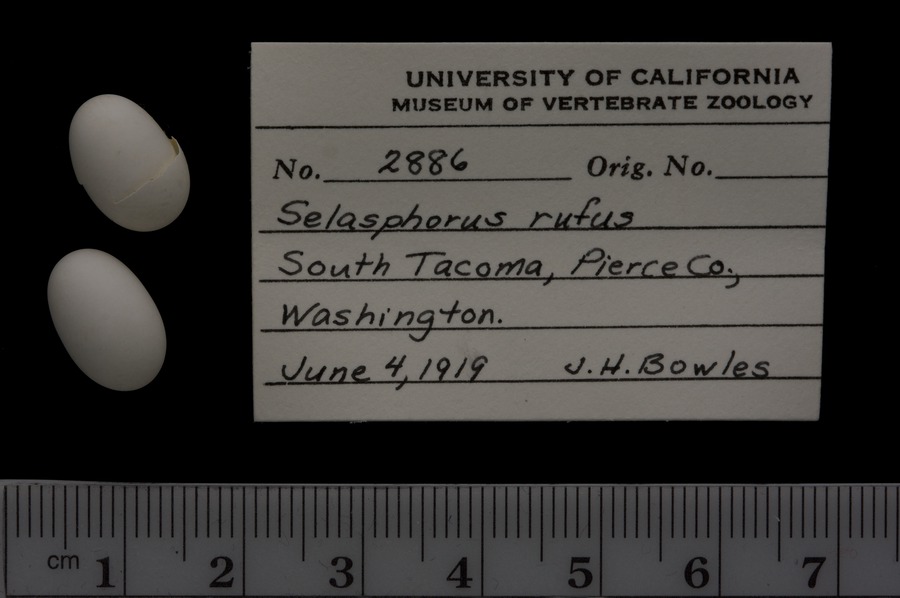 UNIVERSITY OF CALIFORNIA
MUSEUM OF VERTEBRATE ZOOLOGY
No. 2886 Orig. No.
Selasphorus rufus
South Tacoma, Pierce Co.,
Washington.
June 4, 1919 J.H. Bowles
cm 1 2 3 4 5 6 7